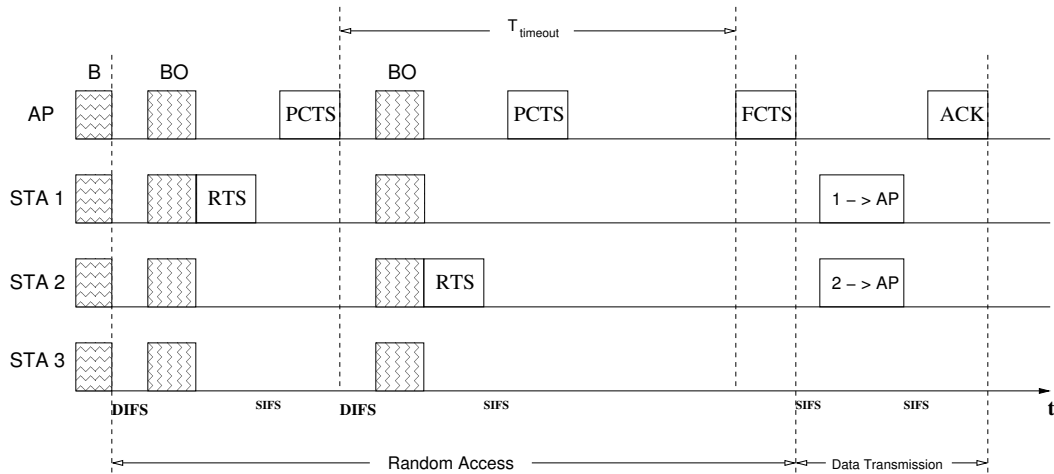 T timeout
B BO BO
AP PCTS PCTS FCTS ACK
STA 1 RTS 1 − > AP
STA 2 RTS 2 − > AP
STA 3
DIFS SIFS DIFS SIFS SIFS SIFS t
Random Access Data Transmission